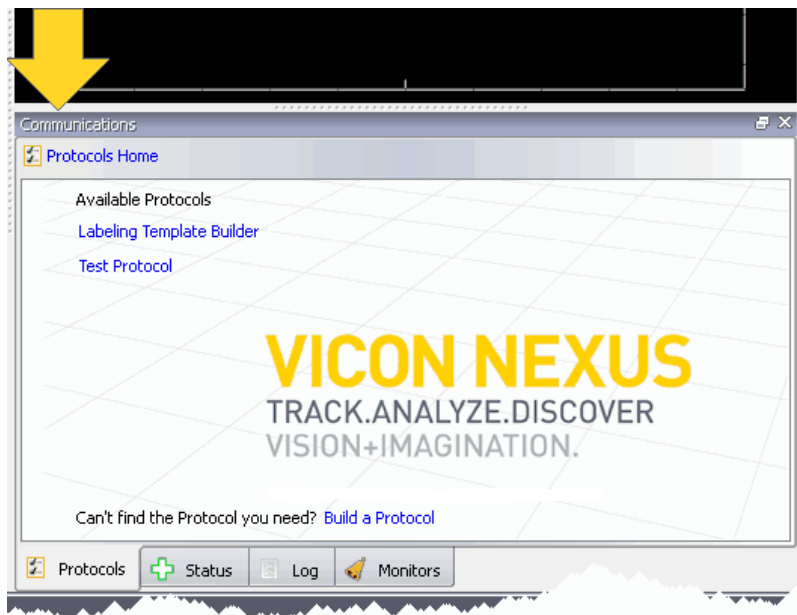 Communications
Protocols Home
Available Protocols
Labeling Template Builder
Test Protocol
VICON NEXUS
TRACK.ANALYZE.DISCOVER
VISION+IMAGINATION.
Can't find the Protocol you need? Build a Protocol
Protocols Status Log Monitors